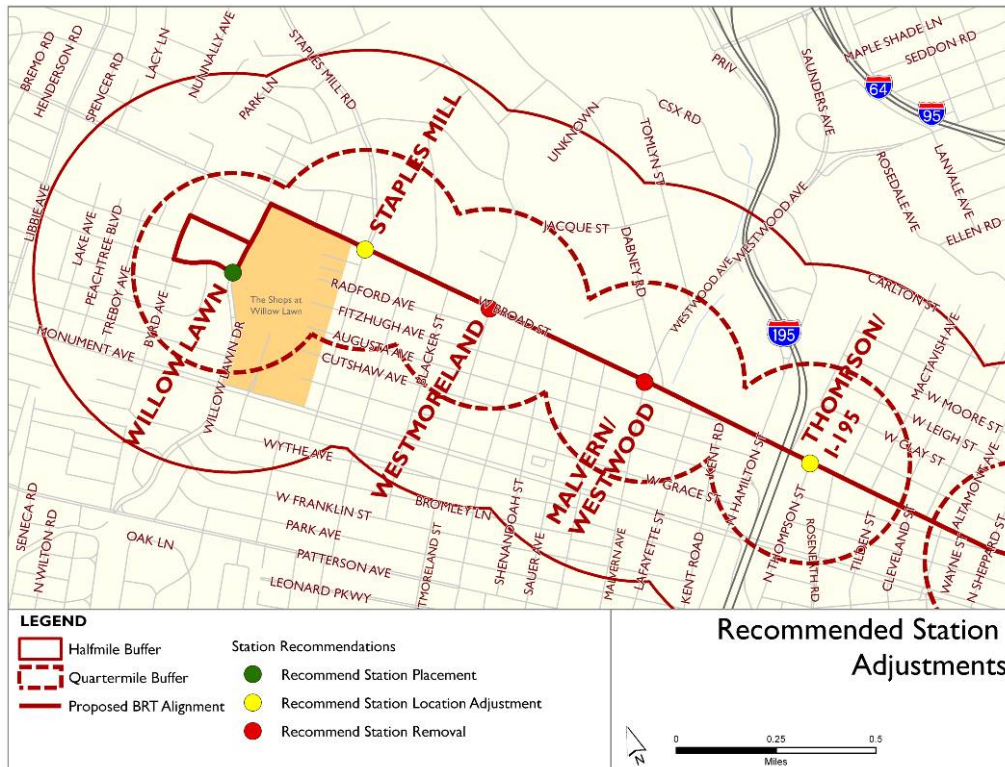 BREMO RD
HENDERSON RD
SPENCER RD
LACY LN
NUNNALLY AVE
PARK LN
STAPLES MILL RD
STAPLES MILL
UNKNOWN
TOMLYN ST
CSX RD
PRIV
SAUNDERS AVE
MAPLE SHADE LN
SEDDON RD
64
95
LANVALE AVE
ROSEDALE AVE
ELLEN RD
LIBBIE AVE
LAKE AVE
PEACHTREE BLVD
TREBOY AVE
BYRD AVE
MONUMENT AVE
WILLOW LAWN
WILLOW LAWN DR
The Shops at
Willow Lawn
RADFORD AVE
FITZHUGH AVE
AUGUSTA AVE
CUTSHAW AVE
BLACKER ST
W BROAD ST
WESTMORELAND
JACQUE ST
DABNEY RD
WESTWOOD AVE
WESTWOOD AVE
195
CARLTON ST
THOMPSON/
I-195
MACTAVISH AVE
W MOORE ST
W LEIGH ST
W CLAY ST
ALTAMONT AVE
MALVERN/
WESTWOOD
KENT RD
N HAMILTON ST
W GRACE ST
WYTHE AVE
W FRANKLIN ST
BROMLEY LN
PARK AVE
PATTERSON AVE
LEONARD PKWY
OAK LN
SENECA RD
N WILTON RD
TMORELAND ST
SHENANDOAH ST
SAUER AVE
MALVERN AVE
LAFAYETTE ST
KENT ROAD
N THOMPSON ST
ROSENEATH RD
TILDEN ST
CLEVELAND ST
WAYNE ST
N SHEPPARD ST
LEGEND
Halfmile Buffer
Quartermile Buffer
Proposed BRT Alignment
Station Recommendations
Recommend Station Placement
Recommend Station Location Adjustment
Recommend Station Removal
Recommended Station
Adjustments
N
0 0.25 0.5
Miles